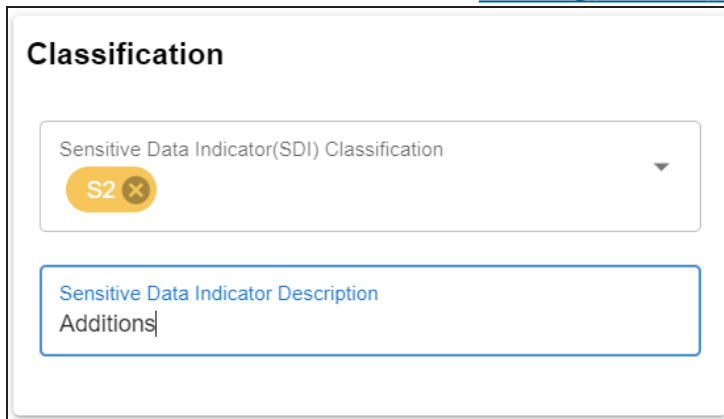 Classification
Sensitive Data Indicator(SDI) Classification
S2
Sensitive Data Indicator Description
Additions